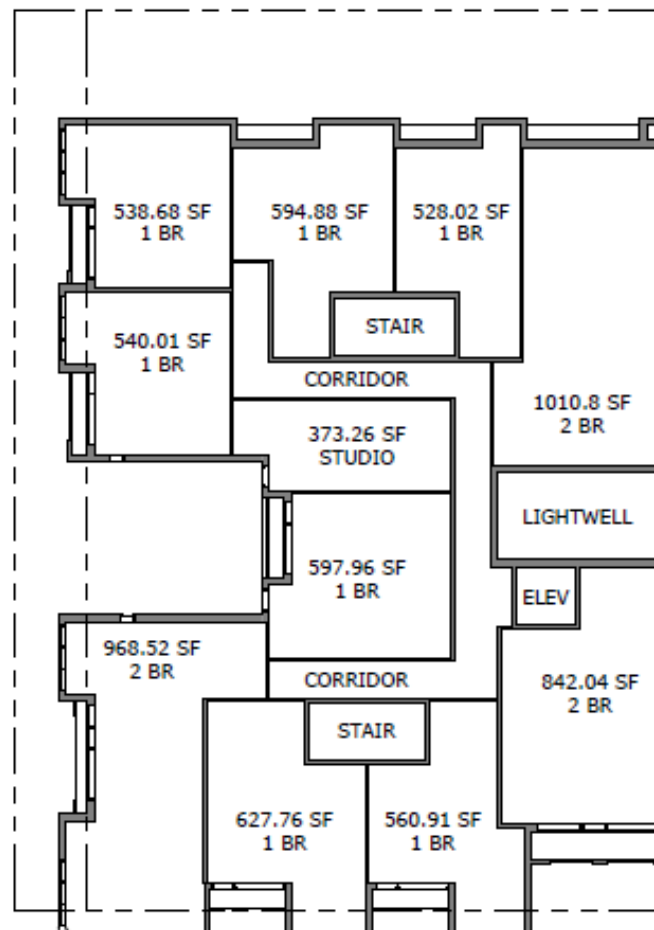 538.68 SF
1 BR
594.88 SF
1 BR
528.02 SF
1 BR
STAIR
540.01 SF
1 BR
CORRIDOR
1010.8 SF
2 BR
373.26 SF
STUDIO
LIGHTWELL
597.96 SF
1 BR
ELEV
968.52 SF
2 BR
CORRIDOR
842.04 SF
2 BR
STAIR
627.76 SF
1 BR
560.91 SF
1 BR